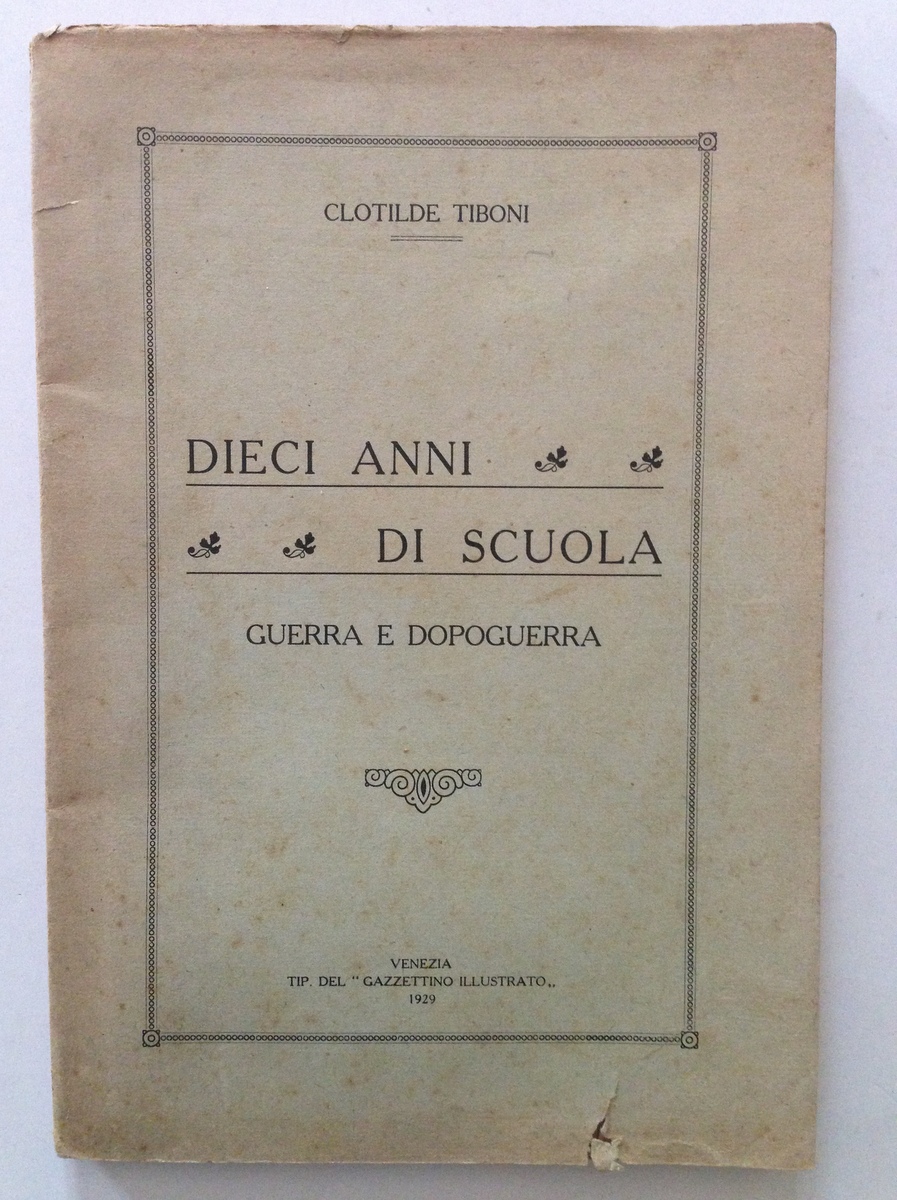 CLOTILDE TIBONI
DIECI ANNI
DI SCUOLA
GUERRA E DOPOGUERRA
VENEZIA
TIP. DEL “ GAZZETTINO ILLUSTRATO „
1929